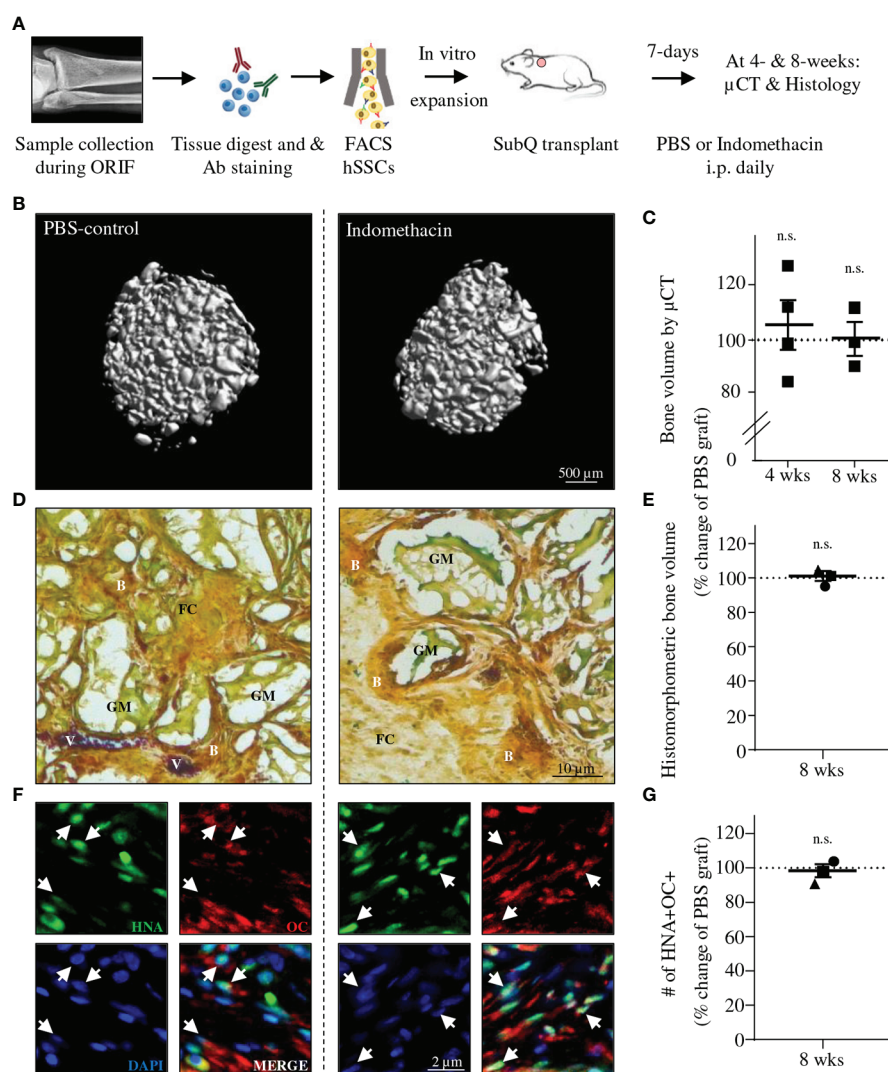 A
In vitro
expansion
7-days
At 4- & 8-weeks:
µCT & Histology
Sample collection
during ORIF
Tissue digest and &
Ab staining
FACS
hSSCs
SubQ transplant
PBS or Indomethacin
i.p. daily
B
PBS-control
Indomethacin
500 µm
C
Bone volume by µCT
(% change of PBS graft)
n.s.
n.s.
120
100
80
0
4 wks
8 wks
D
B
FC
GM
GM
V
B
V
B
GM
GM
B
FC
B
10 µm
E
Histomorphometric bone volume
n.s.
120
100
80
60
40
20
0
8 wks
F
HNA
OC
DAPI
MERGE
2 µm
G
# of HNA+OC+
(% change of PBS graft)
n.s.
120
100
80
60
40
20
0
8 wks